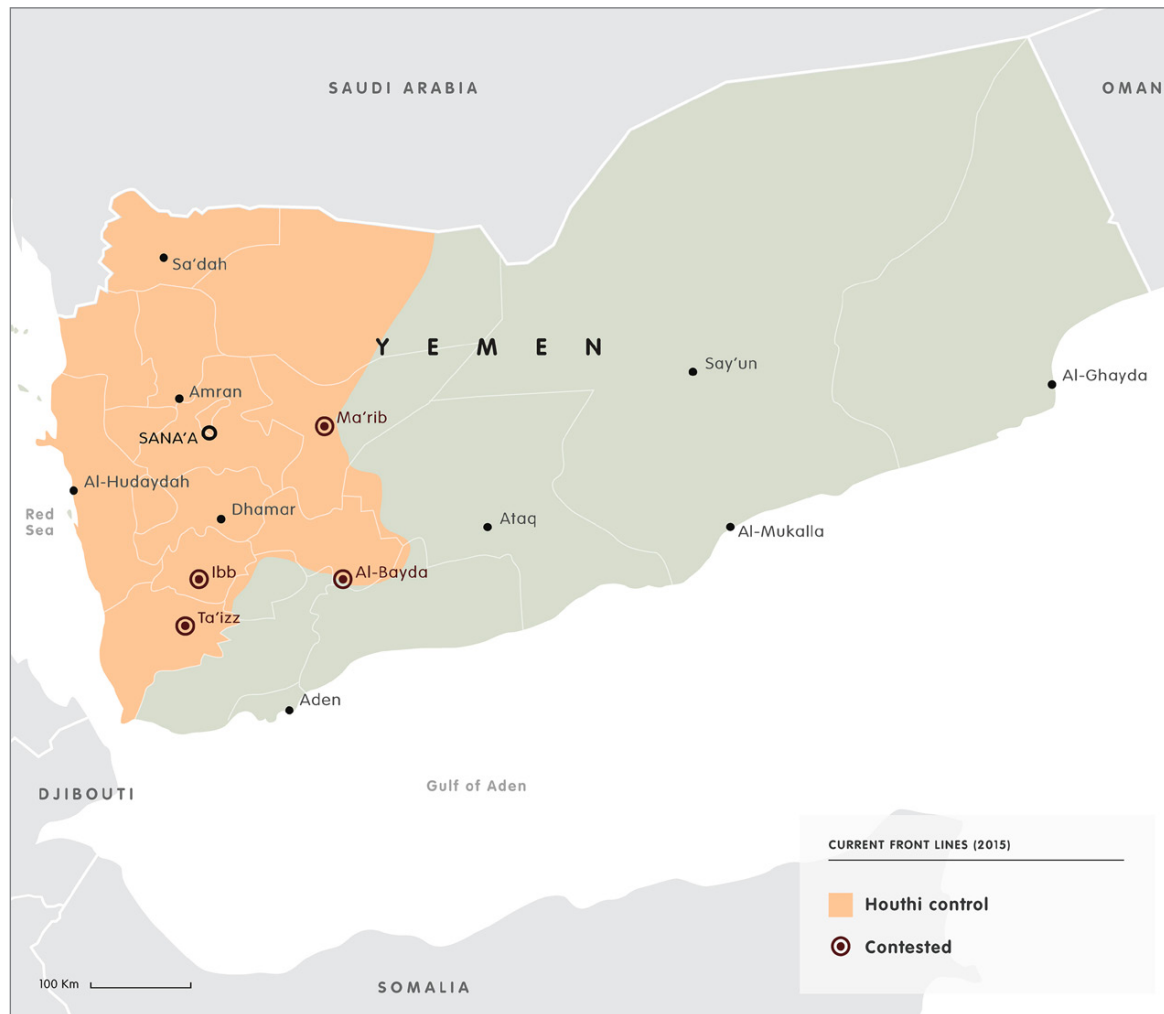 SAUDI ARABIA
OMAN
Sa'dah
Y E M E N
Say'un
Al-Ghayda
Amran
Ma'rib
SANA'A
Al-Hudaydah
Dhamar
Red
Sea
Ataq
Al-Mukalla
Ibb
Al-Bayda
Ta'izz
Aden
Gulf of Aden
DJIBOUTI
CURRENT FRONT LINES (2015)
Houthi control
Contested
100 Km
SOMALIA